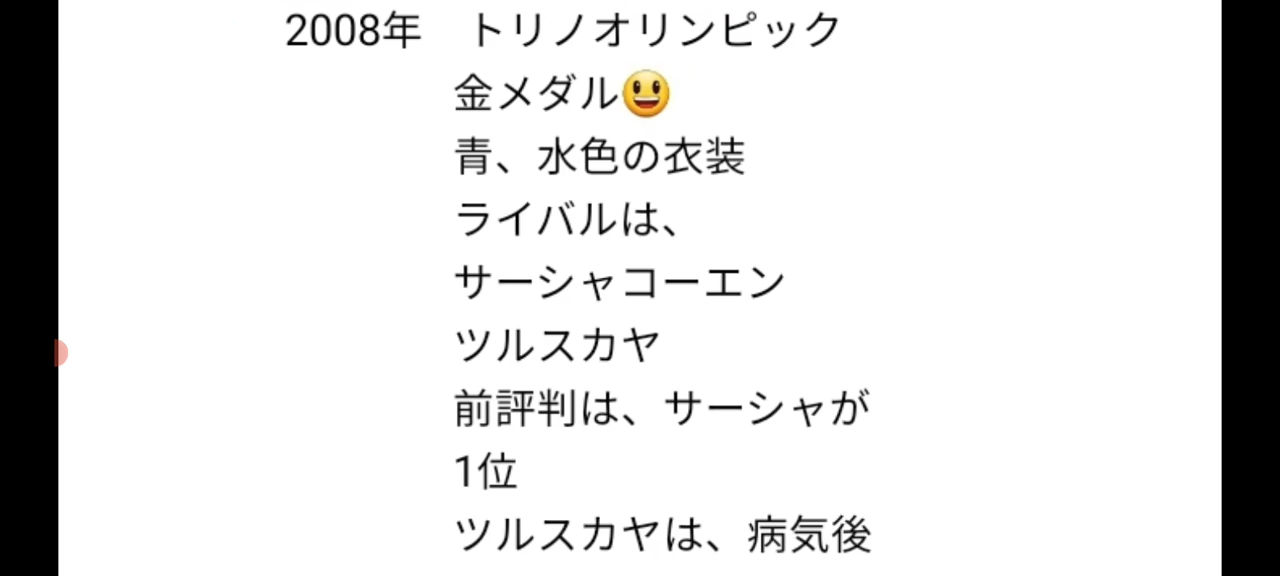 2008年　トリノオリンピック
金メダル😃
青、水色の衣装
ライバルは、
サーシャコーエン
ツルスカヤ
前評判は、サーシャが
1位
ツルスカヤは、病気後